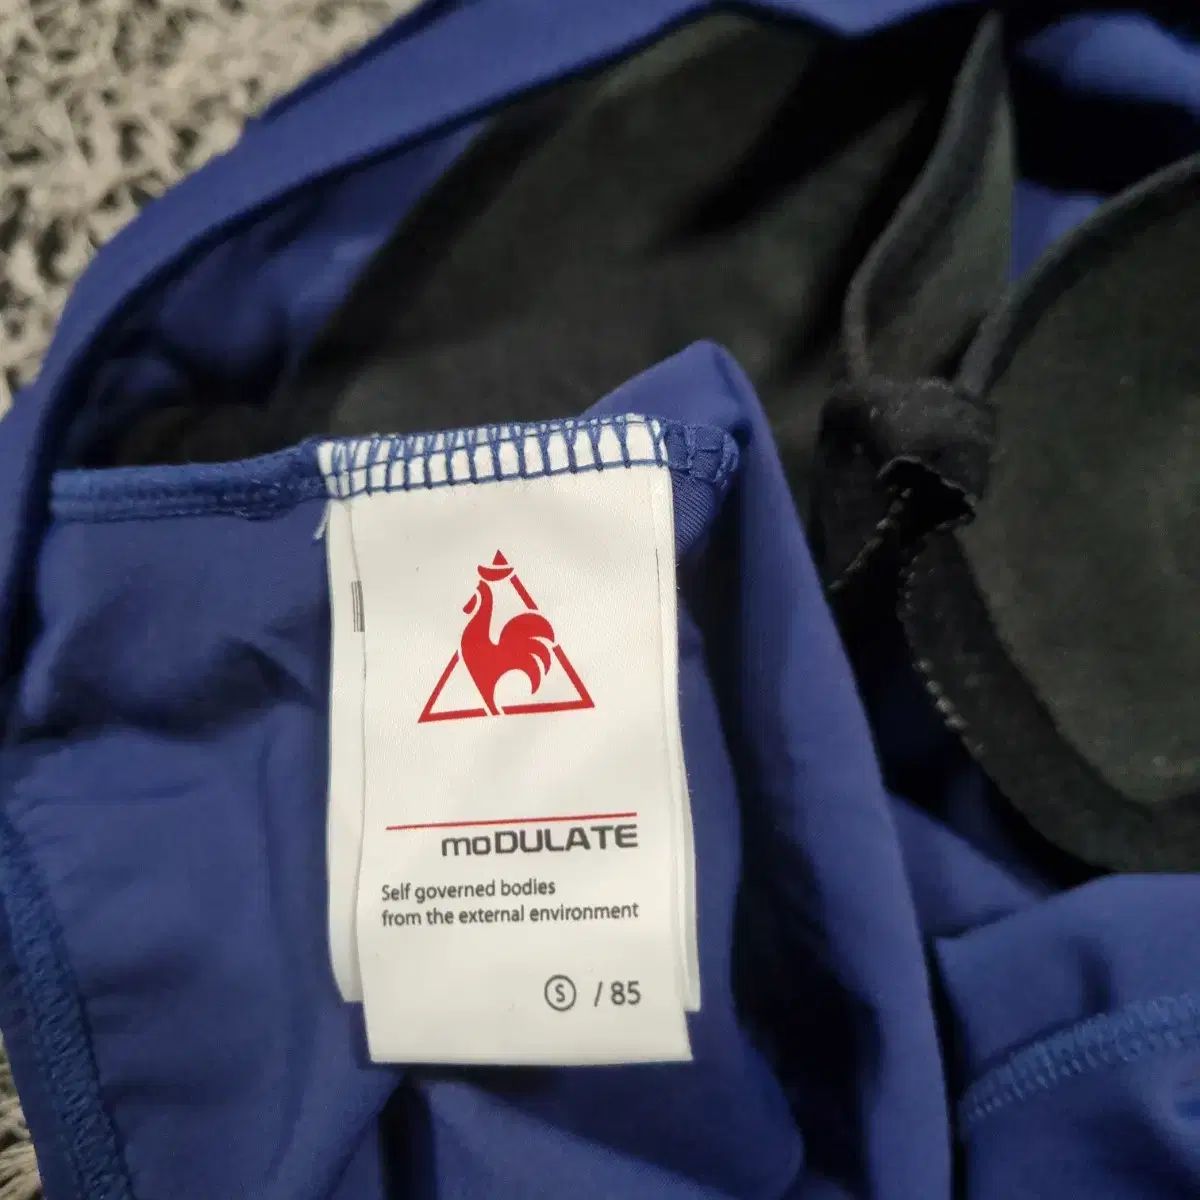 moDULATE
Self governed bodies
from the external environment
Ⓢ / 85